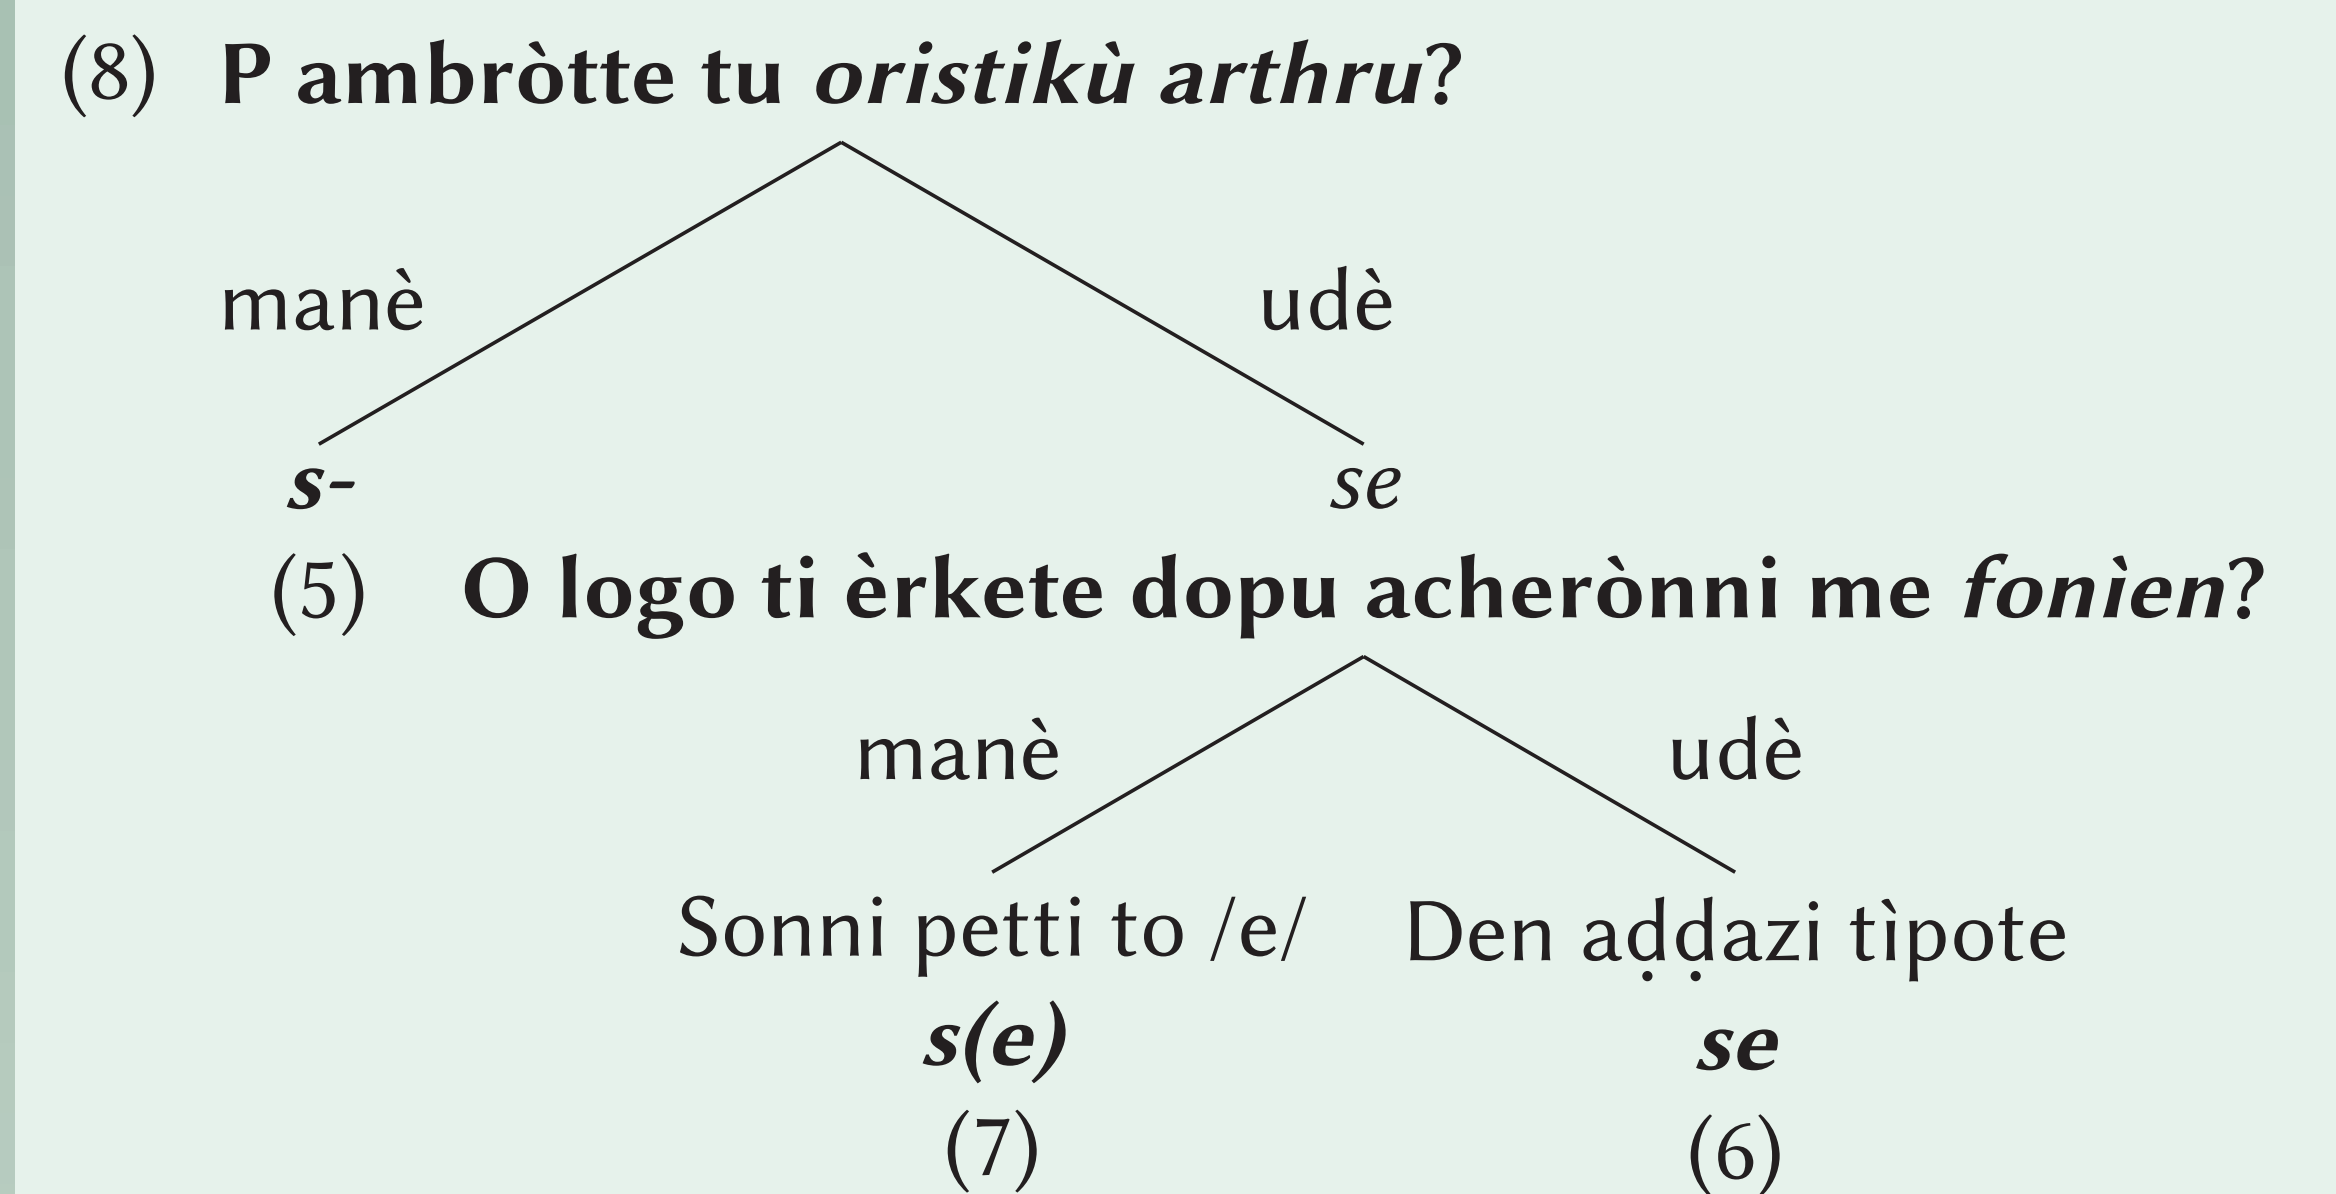 (8) P ambròtte tu oristikù arthru?
manè udè
s- se
(5) O logo ti èrkete dopu acherònni me fonìen?
manè udè
Sonni petti to /e/ Den aḍḍazi tìpote
s(e) se
(7) (6)